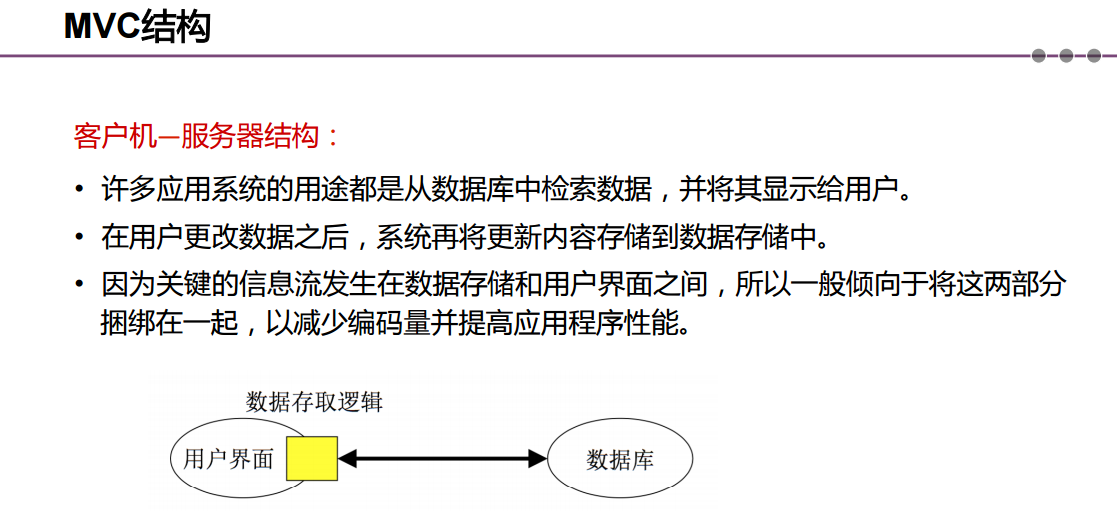 MVC结构
客户机—服务器结构：
• 许多应用系统的用途都是从数据库中检索数据，并将其显示给用户。
• 在用户更改数据之后，系统再将更新内容存储到数据存储中。
• 因为关键的信息流发生在数据存储和用户界面之间，所以一般倾向于将这两部分
捆绑在一起，以减少编码量并提高应用程序性能。
数据存取逻辑
用户界面
数据库